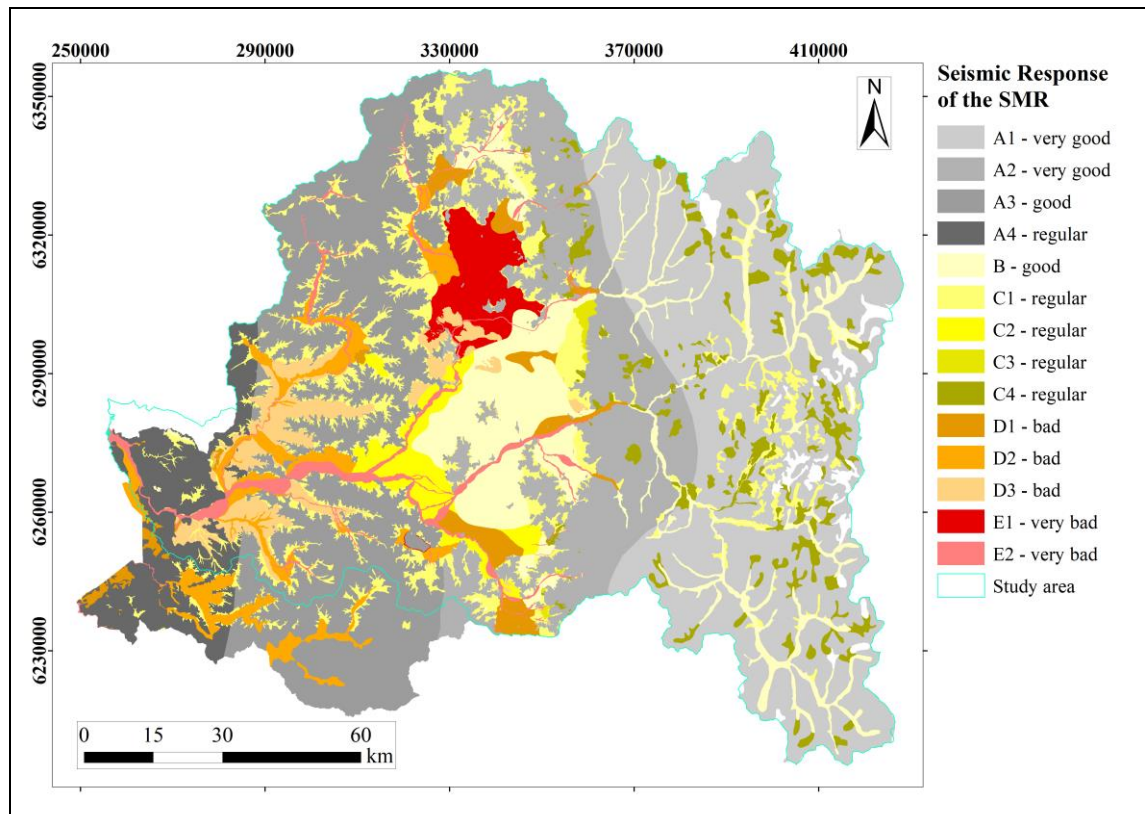 250000 290000 330000 370000 410000
6350000
6320000
6290000
6260000
6230000
N
0 15 30 60
km
Seismic Response
of the SMR
A1 - very good
A2 - very good
A3 - good
A4 - regular
B - good
C1 - regular
C2 - regular
C3 - regular
C4 - regular
D1 - bad
D2 - bad
D3 - bad
E1 - very bad
E2 - very bad
Study area